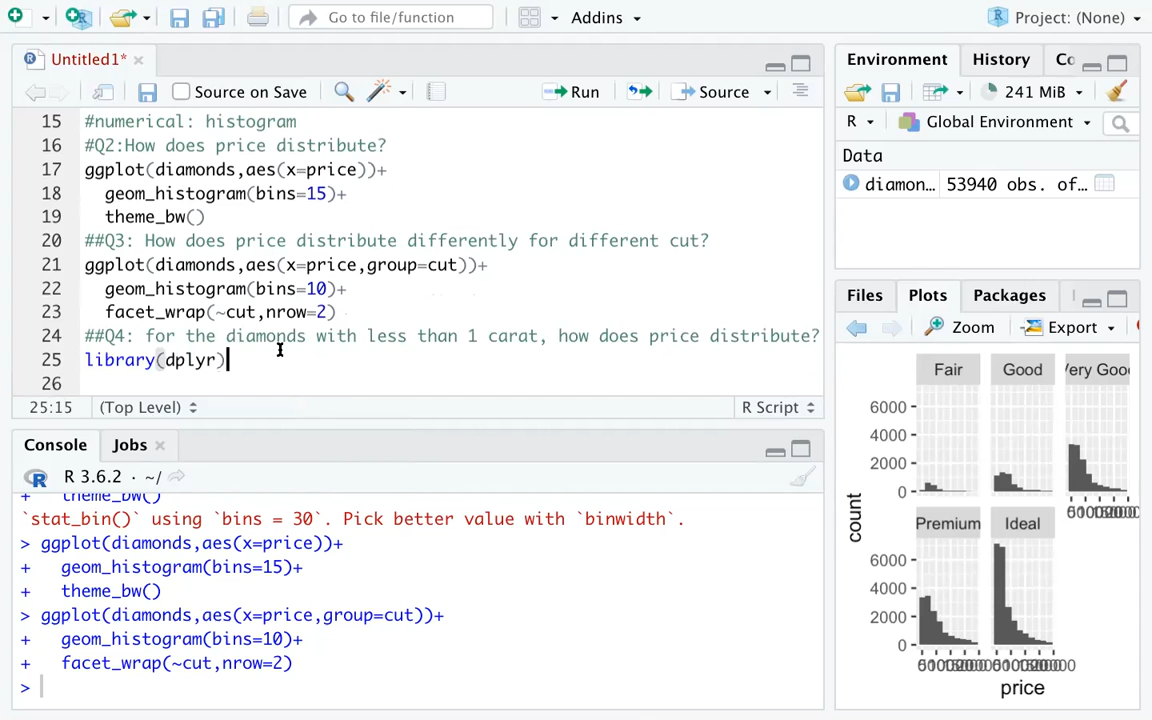 Go to file/function
Addins
Project: (None)
Untitled1*
Source on Save
Run
Source
15 #numerical: histogram
16 #Q2:How does price distribute?
17 ggplot(diamonds,aes(x=price))+
18 geom_histogram(bins=15)+
19 theme_bw()
20 ##Q3: How does price distribute differently for different cut?
21 ggplot(diamonds,aes(x=price,group=cut))+
22 geom_histogram(bins=10)+
23 facet_wrap(~cut,nrow=2)
24 ##Q4: for the diamonds with less than 1 carat, how does price distribute?
25 library(dplyr)
26
25:15 (Top Level) R Script
Console Jobs
R 3.6.2 · ~/
+ theme_bw()
`stat_bin()` using `bins = 30`. Pick better value with `binwidth`.
> ggplot(diamonds,aes(x=price))+
+ geom_histogram(bins=15)+
+ theme_bw()
> ggplot(diamonds,aes(x=price,group=cut))+
+ geom_histogram(bins=10)+
+ facet_wrap(~cut,nrow=2)
>
Environment History Co
241 MiB
R Global Environment
Data
diamon... 53940 obs. of...
Files Plots Packages
Zoom Export
Fair Good Very Good
6000
4000
2000
0
Premium Ideal
6000
4000
2000
0
count
price